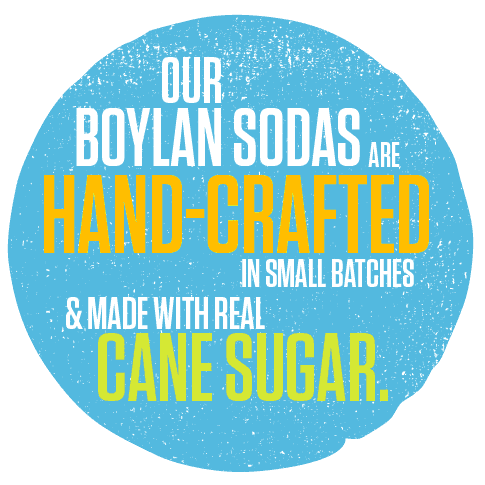 OUR
BOYLAN SODAS ARE
HAND-CRAFTED
IN SMALL BATCHES
& MADE WITH REAL
CANE SUGAR.